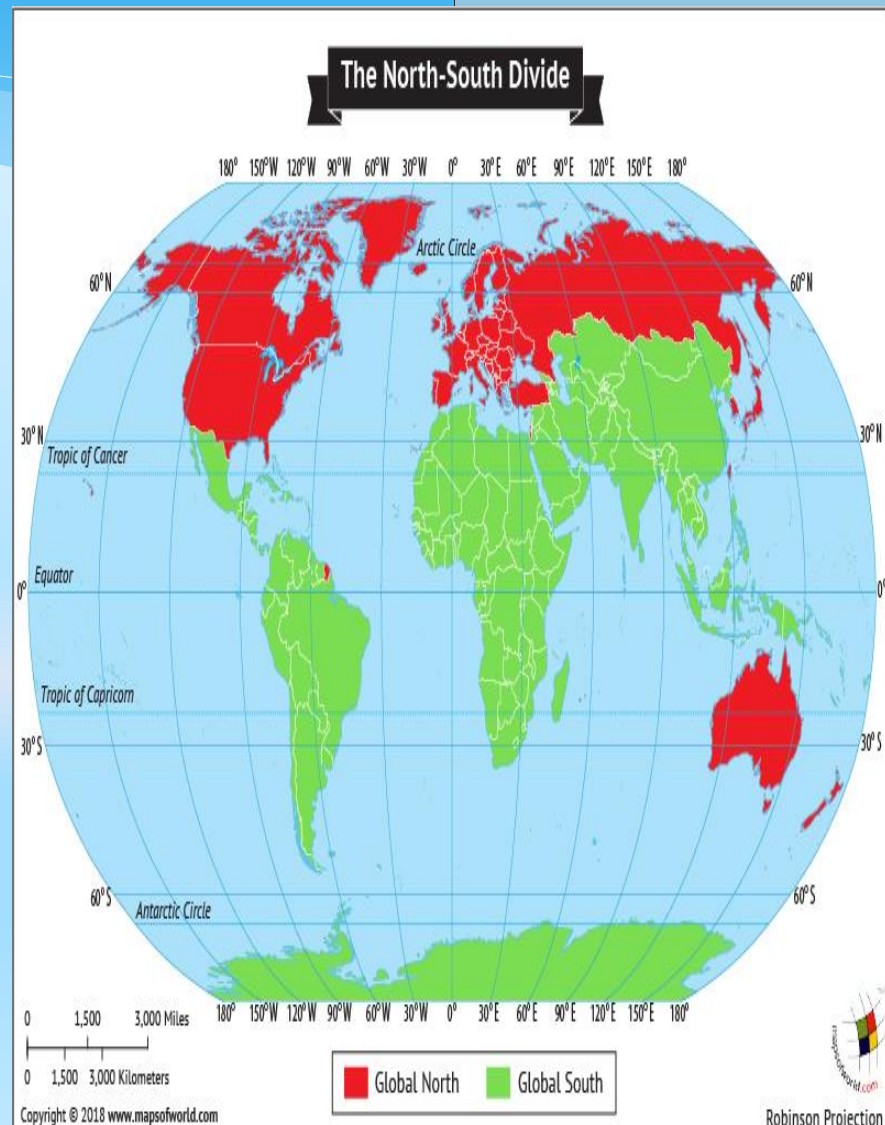 The North-South Divide
180° 150°W 120°W 90°W 60°W 30°W 0° 30°E 60°E 90°E 120°E 150°E 180°
Arctic Circle
60°N 60°N
30°N 30°N
Tropic of Cancer
Equator
0° 0°
Tropic of Capricorn
30°S 30°S
60°S 60°S
Antarctic Circle
180° 150°W 120°W 90°W 60°W 30°W 0° 30°E 60°E 90°E 120°E 150°E 180°
0 1,500 3,000 Miles
0 1,500 3,000 Kilometers
Global North Global South
mapsofworld.com
Copyright © 2018 www.mapsofworld.com
Robinson Projection